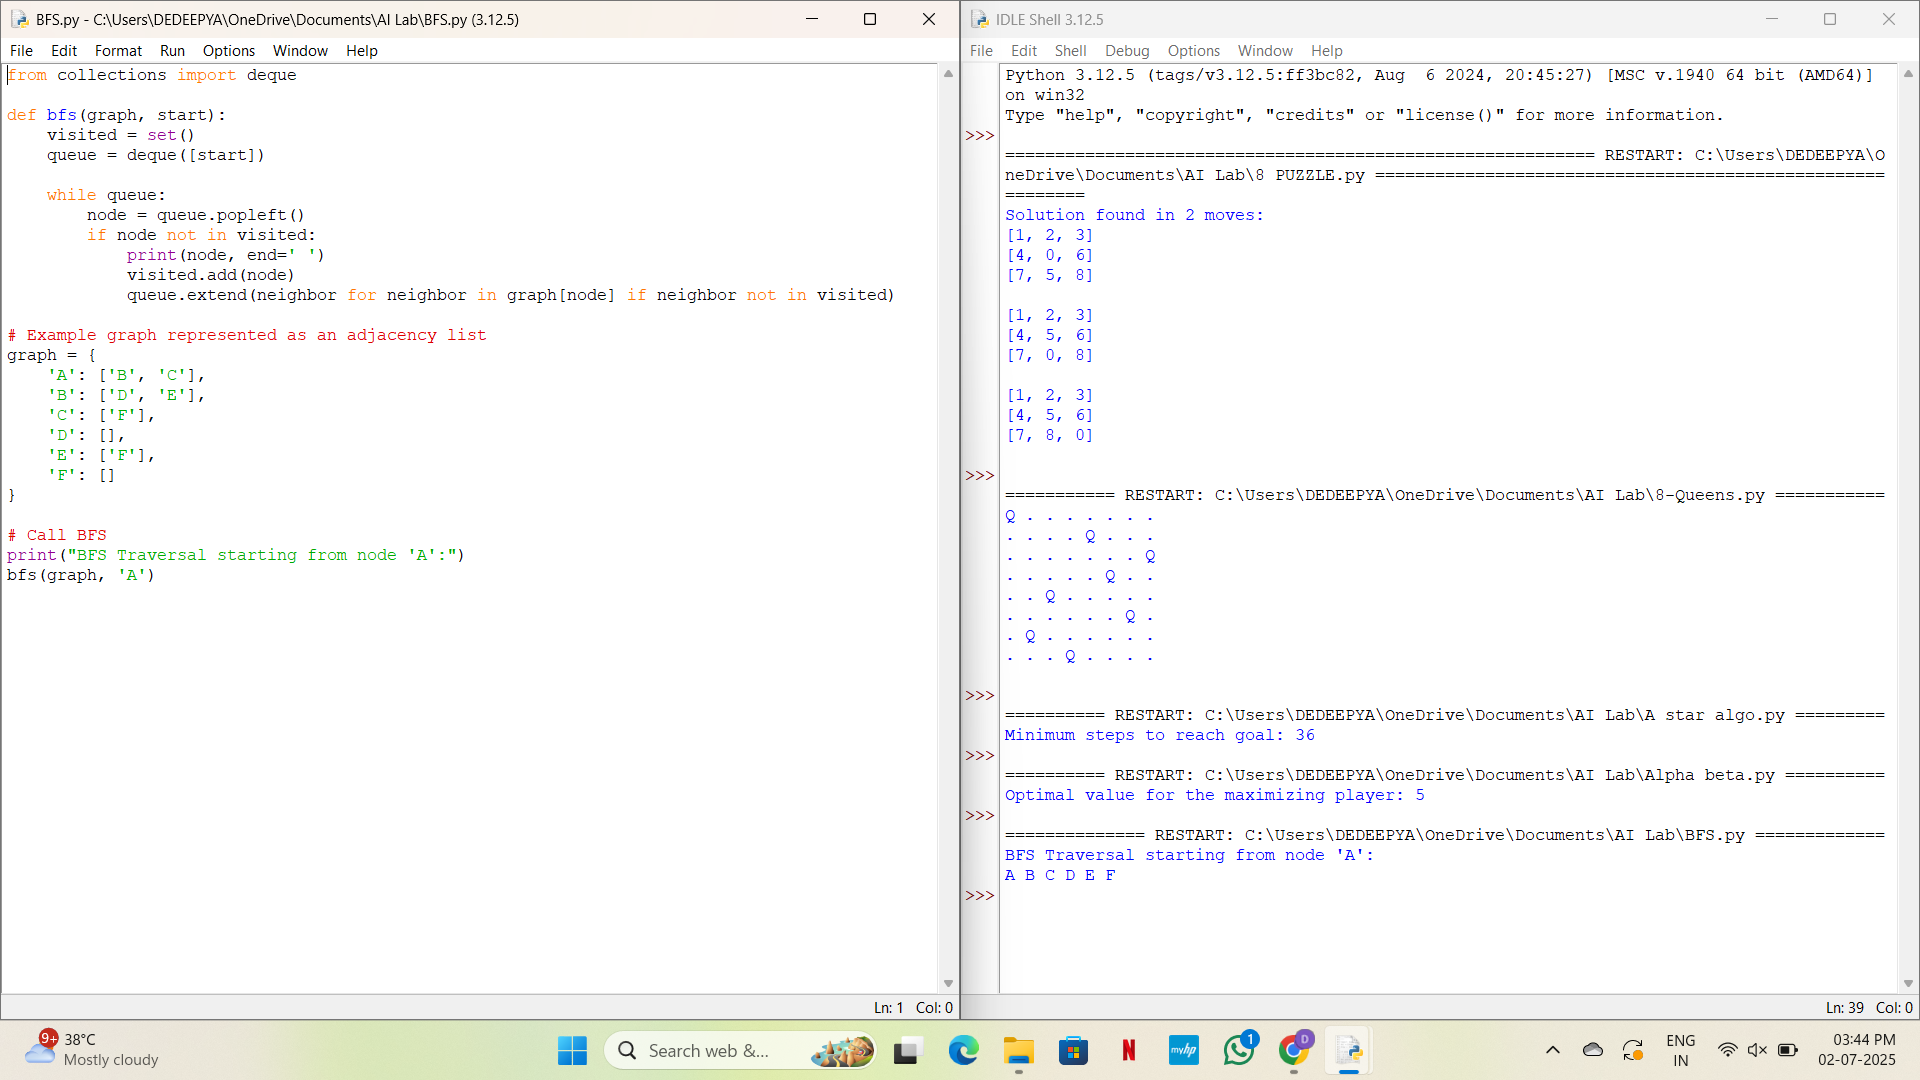 BFS.py - C:\Users\DEDEEPYA\OneDrive\Documents\AI Lab\BFS.py (3.12.5)
File Edit Format Run Options Window Help
from collections import deque

def bfs(graph, start):
    visited = set()
    queue = deque([start])

    while queue:
        node = queue.popleft()
        if node not in visited:
            print(node, end=' ')
            visited.add(node)
            queue.extend(neighbor for neighbor in graph[node] if neighbor not in visited)

# Example graph represented as an adjacency list
graph = {
    'A': ['B', 'C'],
    'B': ['D', 'E'],
    'C': ['F'],
    'D': [],
    'E': ['F'],
    'F': []
}

# Call BFS
print("BFS Traversal starting from node 'A':")
bfs(graph, 'A')
Ln: 1 Col: 0
IDLE Shell 3.12.5
File Edit Shell Debug Options Window Help
Python 3.12.5 (tags/v3.12.5:ff3bc82, Aug  6 2024, 20:45:27) [MSC v.1940 64 bit (AMD64)]
on win32
Type "help", "copyright", "credits" or "license()" for more information.
>>>
=========================================================== RESTART: C:\Users\DEDEEPYA\O
neDrive\Documents\AI Lab\8 PUZZLE.py ===================================================
========
Solution found in 2 moves:
[1, 2, 3]
[4, 0, 6]
[7, 5, 8]

[1, 2, 3]
[4, 5, 6]
[7, 0, 8]

[1, 2, 3]
[4, 5, 6]
[7, 8, 0]

>>>
=========== RESTART: C:\Users\DEDEEPYA\OneDrive\Documents\AI Lab\8-Queens.py ===========
Q . . . . . . .
. . . . Q . . .
. . . . . . . Q
. . . . . Q . .
. . Q . . . . .
. . . . . . Q .
. Q . . . . . .
. . . Q . . . .

>>>
========== RESTART: C:\Users\DEDEEPYA\OneDrive\Documents\AI Lab\A star algo.py =========
Minimum steps to reach goal: 36
>>>
========== RESTART: C:\Users\DEDEEPYA\OneDrive\Documents\AI Lab\Alpha beta.py ==========
Optimal value for the maximizing player: 5
>>>
============== RESTART: C:\Users\DEDEEPYA\OneDrive\Documents\AI Lab\BFS.py =============
BFS Traversal starting from node 'A':
A B C D E F
>>>
Ln: 39 Col: 0
9+
38°C
Mostly cloudy
Search web &...
N
myhp
1
D
ENG
IN
03:44 PM
02-07-2025